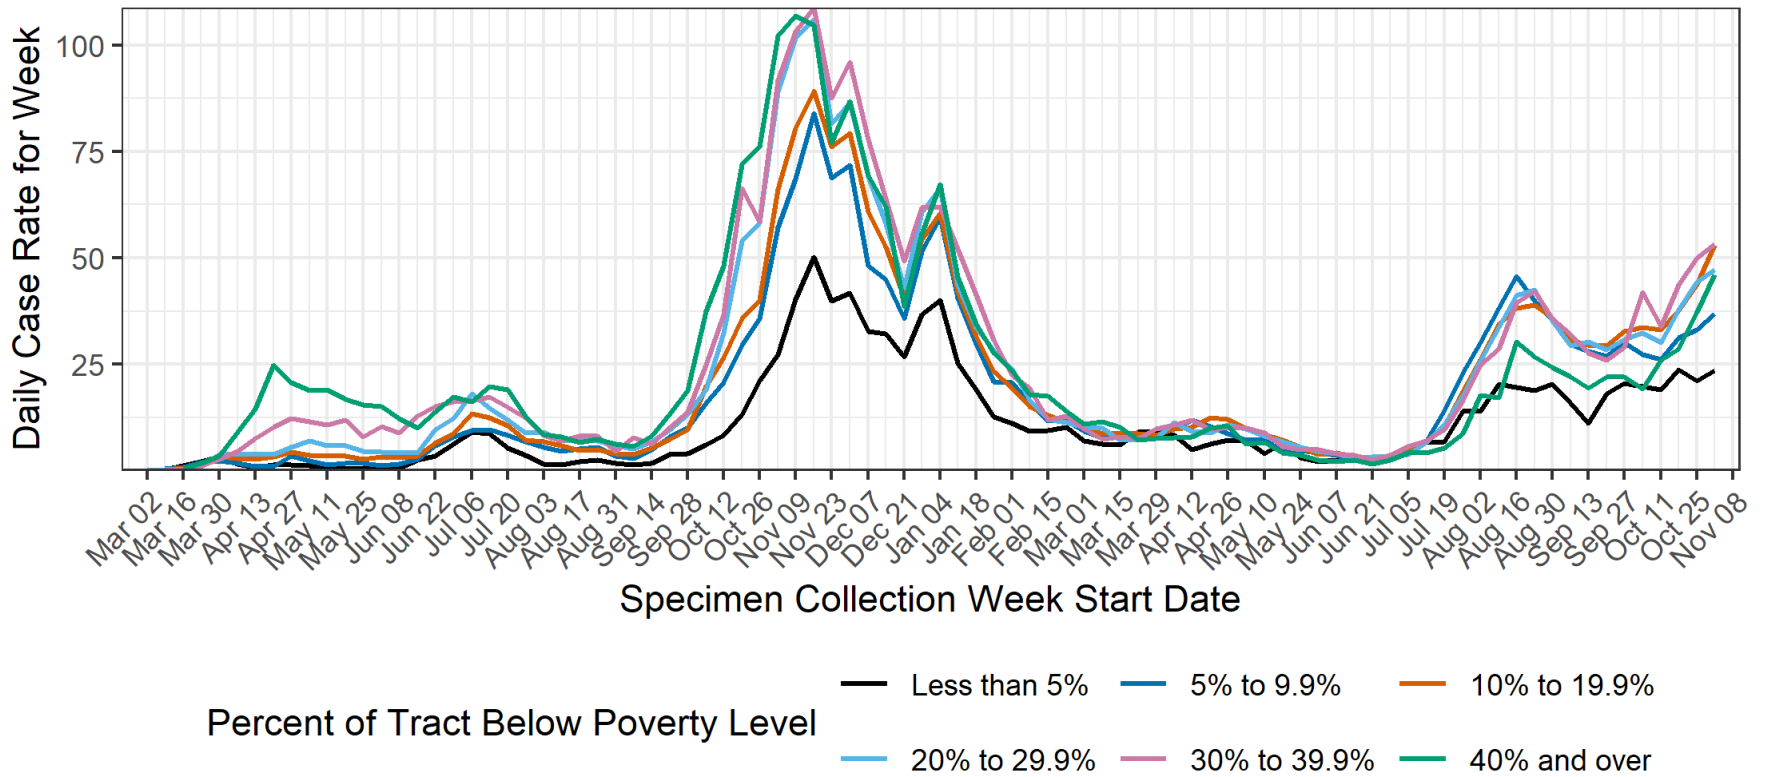 Daily Case Rate for Week
100
75
50
25
Mar 02
Mar 16
Mar 30
Apr 13
Apr 27
May 11
May 25
Jun 08
Jun 22
Jul 06
Jul 20
Aug 03
Aug 17
Aug 31
Sep 14
Sep 28
Oct 12
Oct 26
Nov 09
Nov 23
Dec 07
Dec 21
Jan 04
Jan 18
Feb 01
Feb 15
Mar 01
Mar 15
Mar 29
Apr 12
Apr 26
May 10
May 24
Jun 07
Jun 21
Jul 05
Jul 19
Aug 02
Aug 16
Aug 30
Sep 13
Sep 27
Oct 11
Oct 25
Nov 08
Specimen Collection Week Start Date
Percent of Tract Below Poverty Level
Less than 5%
5% to 9.9%
10% to 19.9%
20% to 29.9%
30% to 39.9%
40% and over